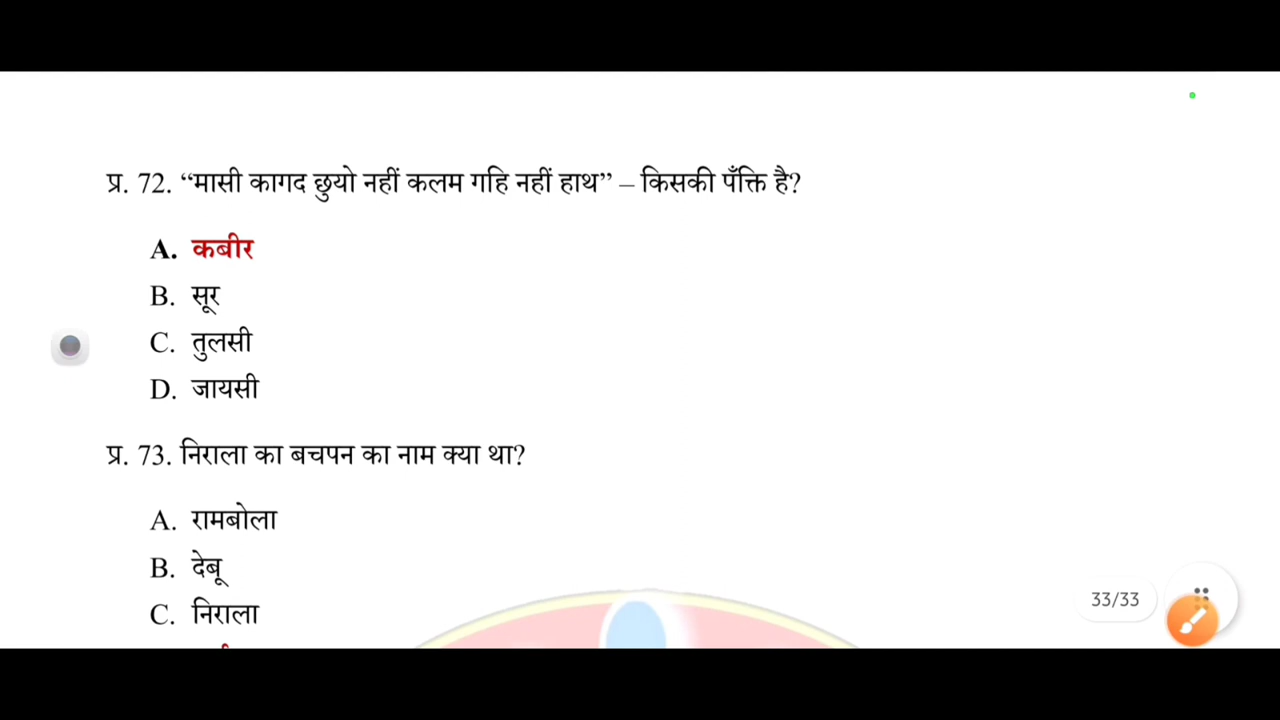 प्र. 72. “मासी कागद छुयो नहीं कलम गहि नहीं हाथ” – किसकी पँक्ति है?
A. कबीर
B. सूर
C. तुलसी
D. जायसी
प्र. 73. निराला का बचपन का नाम क्या था?
A. रामबोला
B. देबू
C. निराला
33/33